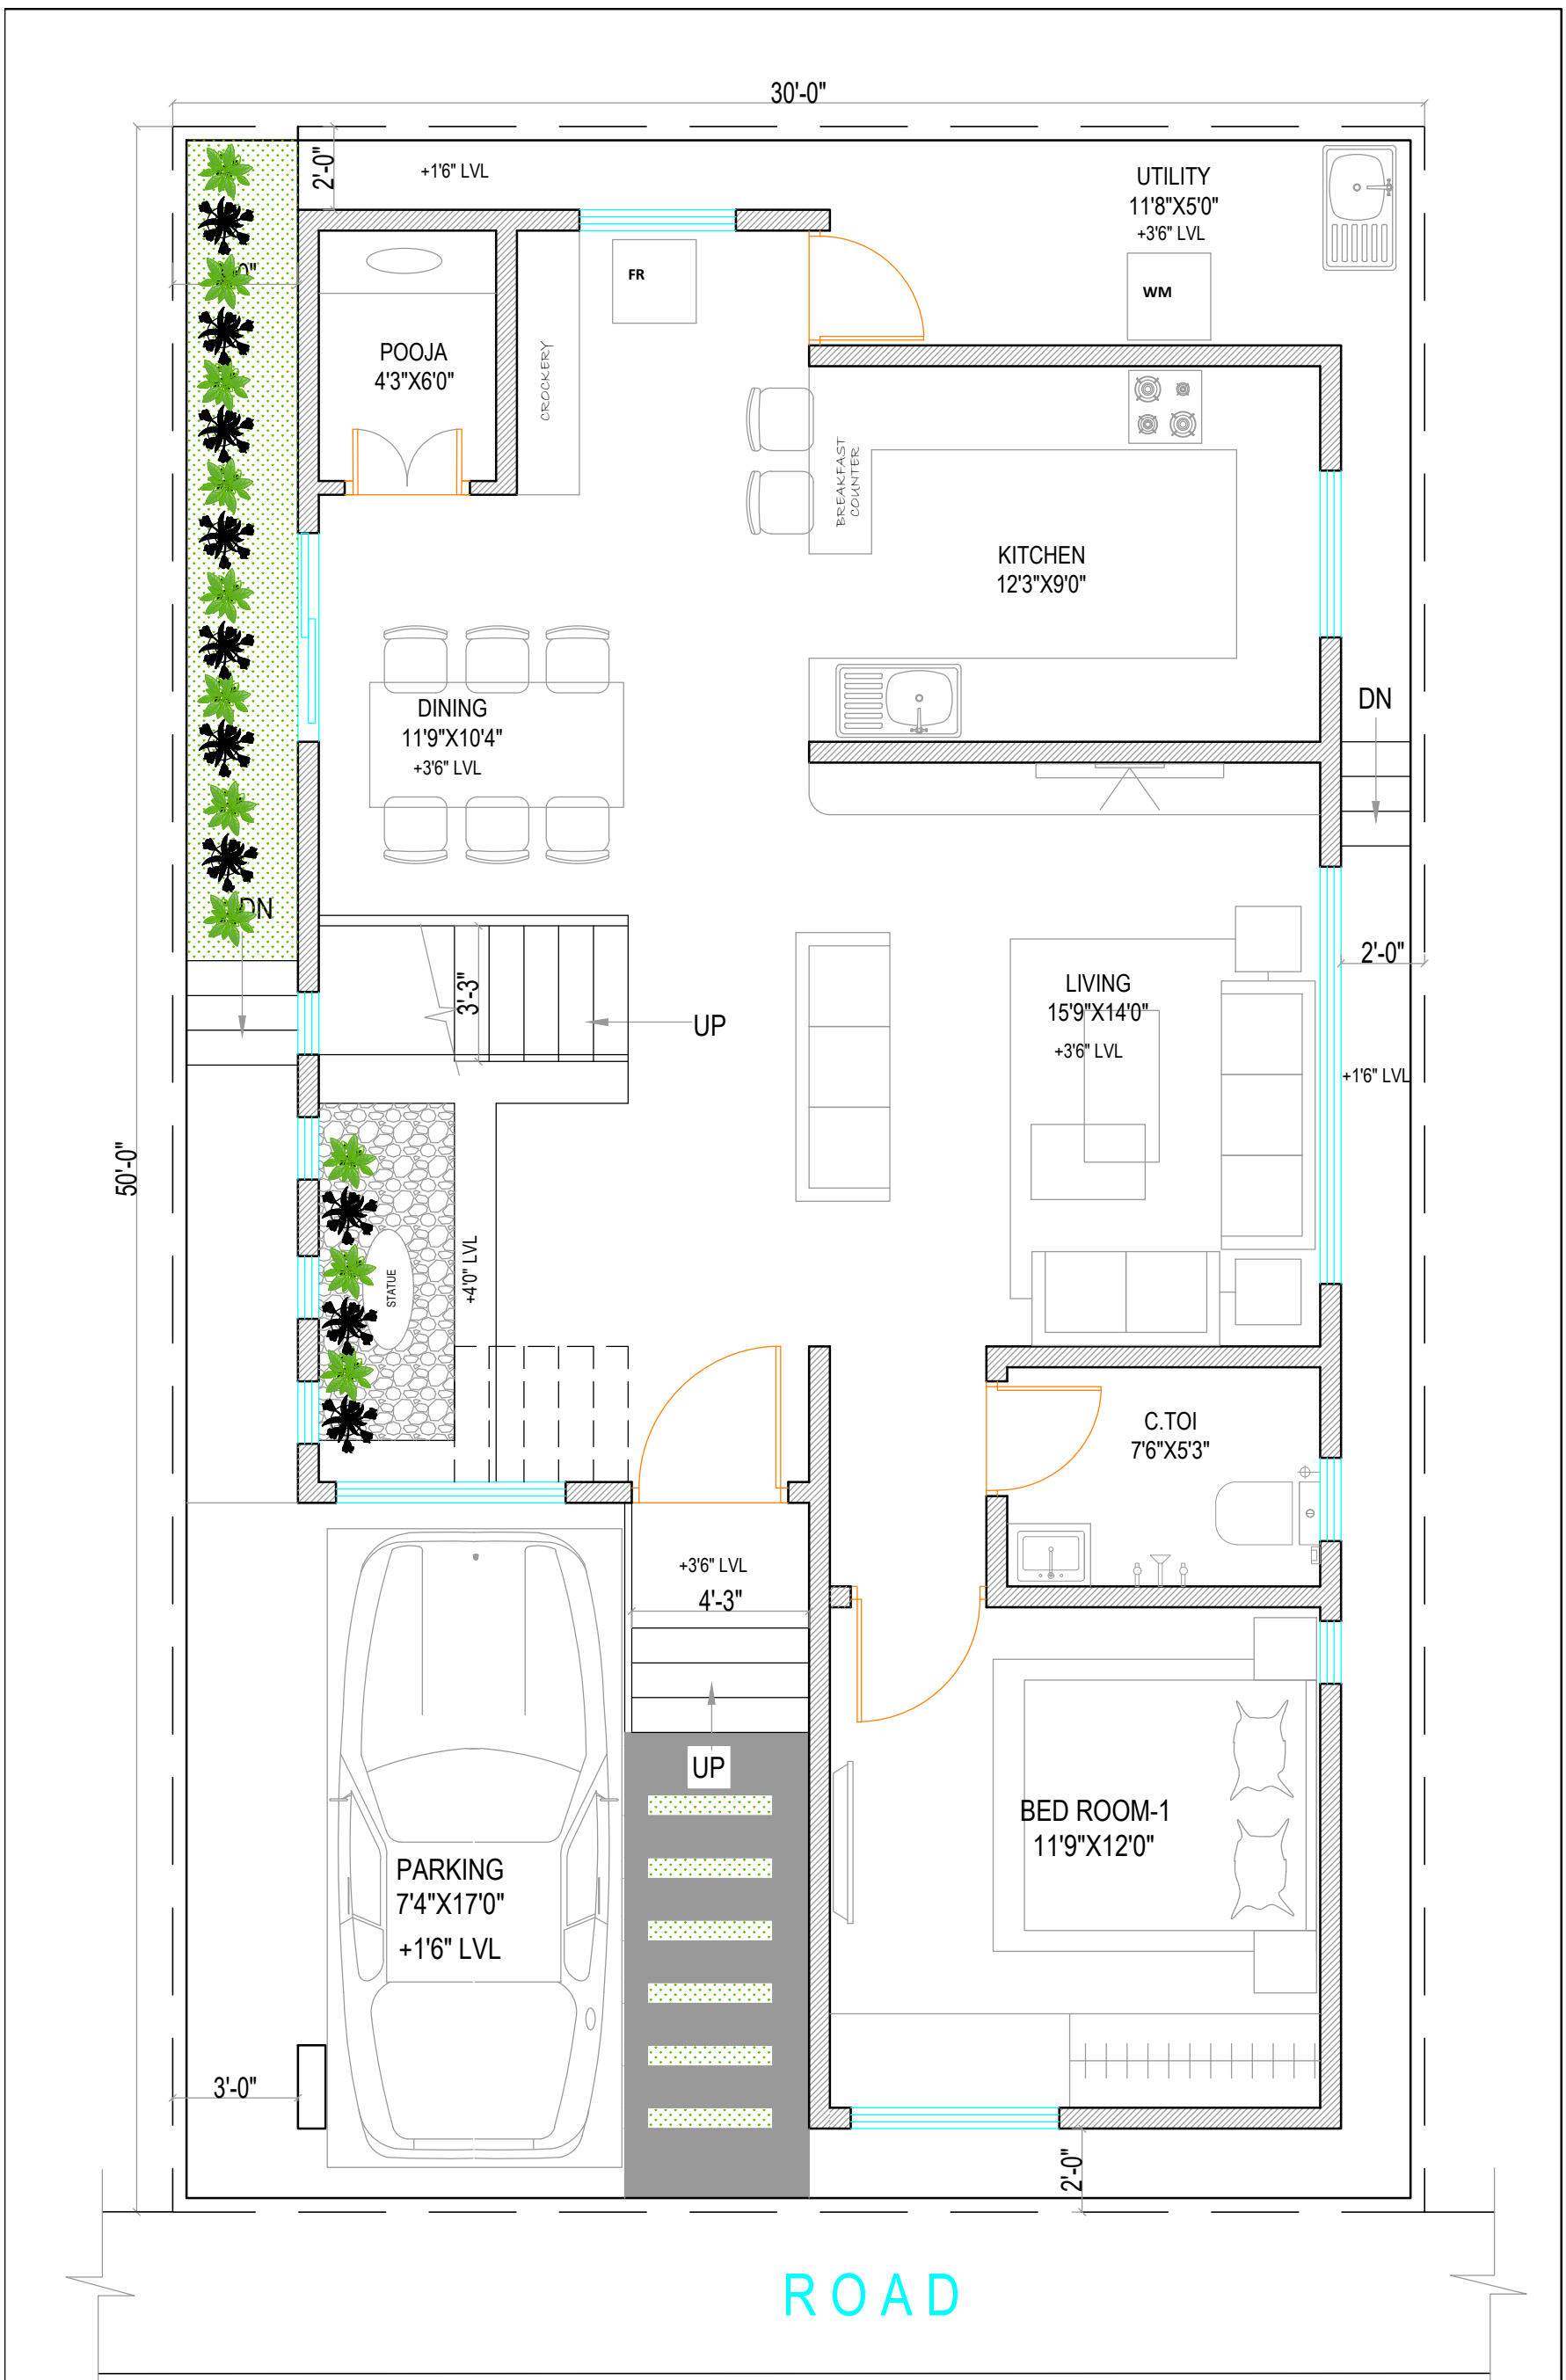 30'-0"
2'-0"
+1'6" LVL
UTILITY
11'8"X5'0"
+3'6" LVL
FR
WM
POOJA
4'3"X6'0"
CROCKERY
BREAKFAST
COUNTER
KITCHEN
12'3"X9'0"
DN
DINING
11'9"X10'4"
+3'6" LVL
DN
2'-0"
3'-3"
LIVING
15'9"X14'0"
+3'6" LVL
UP
+1'6" LVL
50'-0"
+4'0" LVL
STATUE
C.TOI
7'6"X5'3"
+3'6" LVL
4'-3"
UP
BED ROOM-1
11'9"X12'0"
PARKING
7'4"X17'0"
+1'6" LVL
3'-0"
2'-0"
ROAD